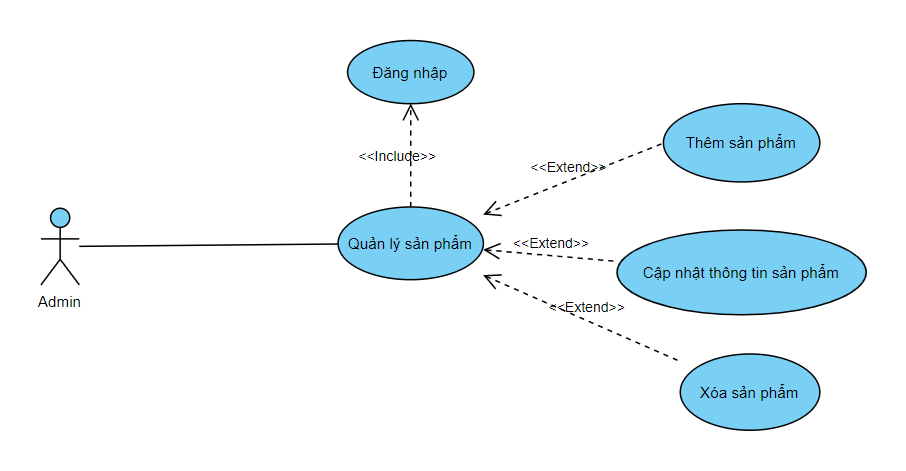 Đăng nhập
<<Include>>
Thêm sản phẩm
<<Extend>>
Quản lý sản phẩm
<<Extend>>
Cập nhật thông tin sản phẩm
<<Extend>>
Admin
Xóa sản phẩm